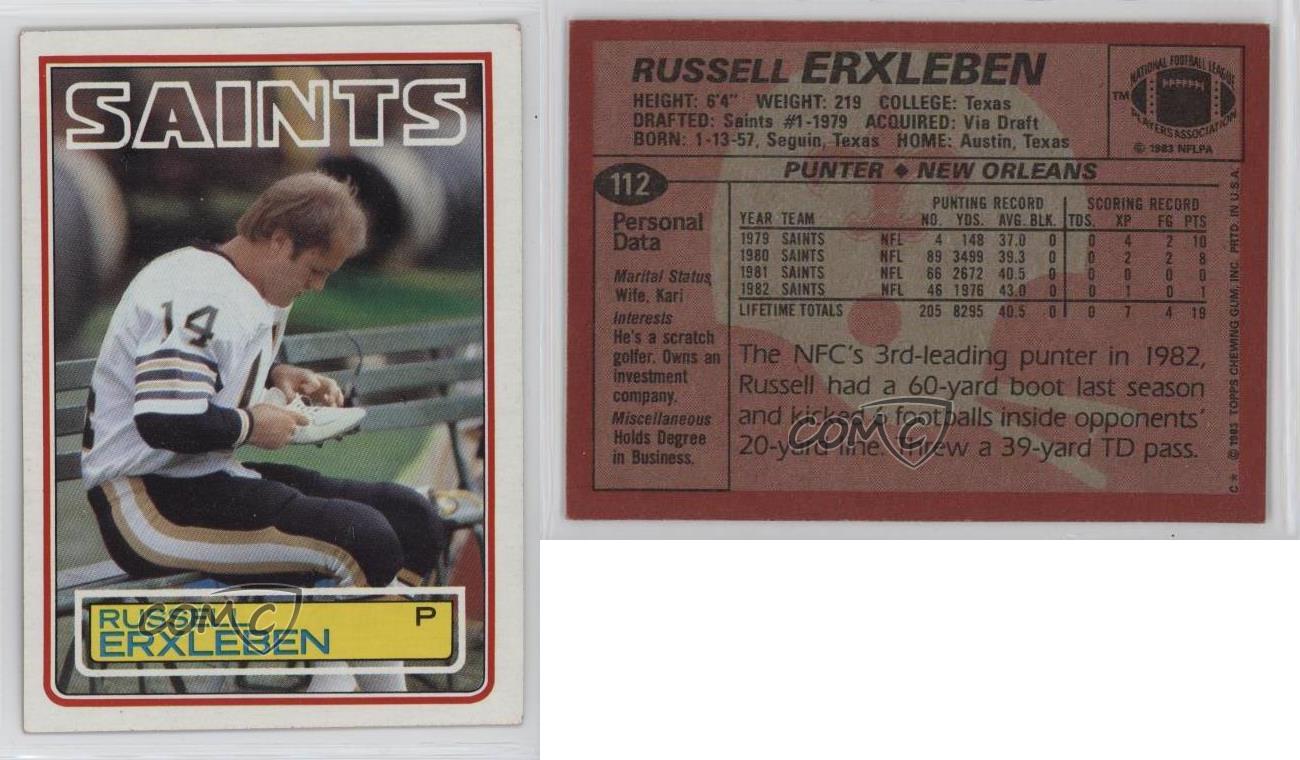 SAINTS
14
RUSSELL
ERXLEBEN
P
COMC
RUSSELL ERXLEBEN
HEIGHT: 6'4" WEIGHT: 219 COLLEGE: Texas
DRAFTED: Saints #1-1979 ACQUIRED: Via Draft
BORN: 1-13-57, Seguin, Texas HOME: Austin, Texas
NATIONAL FOOTBALL LEAGUE
TM
PLAYERS ASSOCIATION
© 1983 NFLPA
112
PUNTER ◆ NEW ORLEANS
Personal
Data
Marital Status
Wife, Kari
Interests
He's a scratch
golfer. Owns an
investment
company.
Miscellaneous
Holds Degree
in Business.
PUNTING RECORD SCORING RECORD
YEAR TEAM NO. YDS. AVG. BLK. TDS. XP FG PTS
1979 SAINTS NFL 4 148 37.0 0 0 4 2 10
1980 SAINTS NFL 89 3499 39.3 0 0 2 2 8
1981 SAINTS NFL 66 2672 40.5 0 0 0 0 0
1982 SAINTS NFL 46 1976 43.0 0 0 1 0 1
LIFETIME TOTALS 205 8295 40.5 0 0 7 4 19
The NFC's 3rd-leading punter in 1982,
Russell had a 60-yard boot last season
and kicked 6 footballs inside opponents'
20-yard line. Threw a 39-yard TD pass.
COMC
C * © 1983 TOPPS CHEWING GUM, INC. PRTD. IN U.S.A.